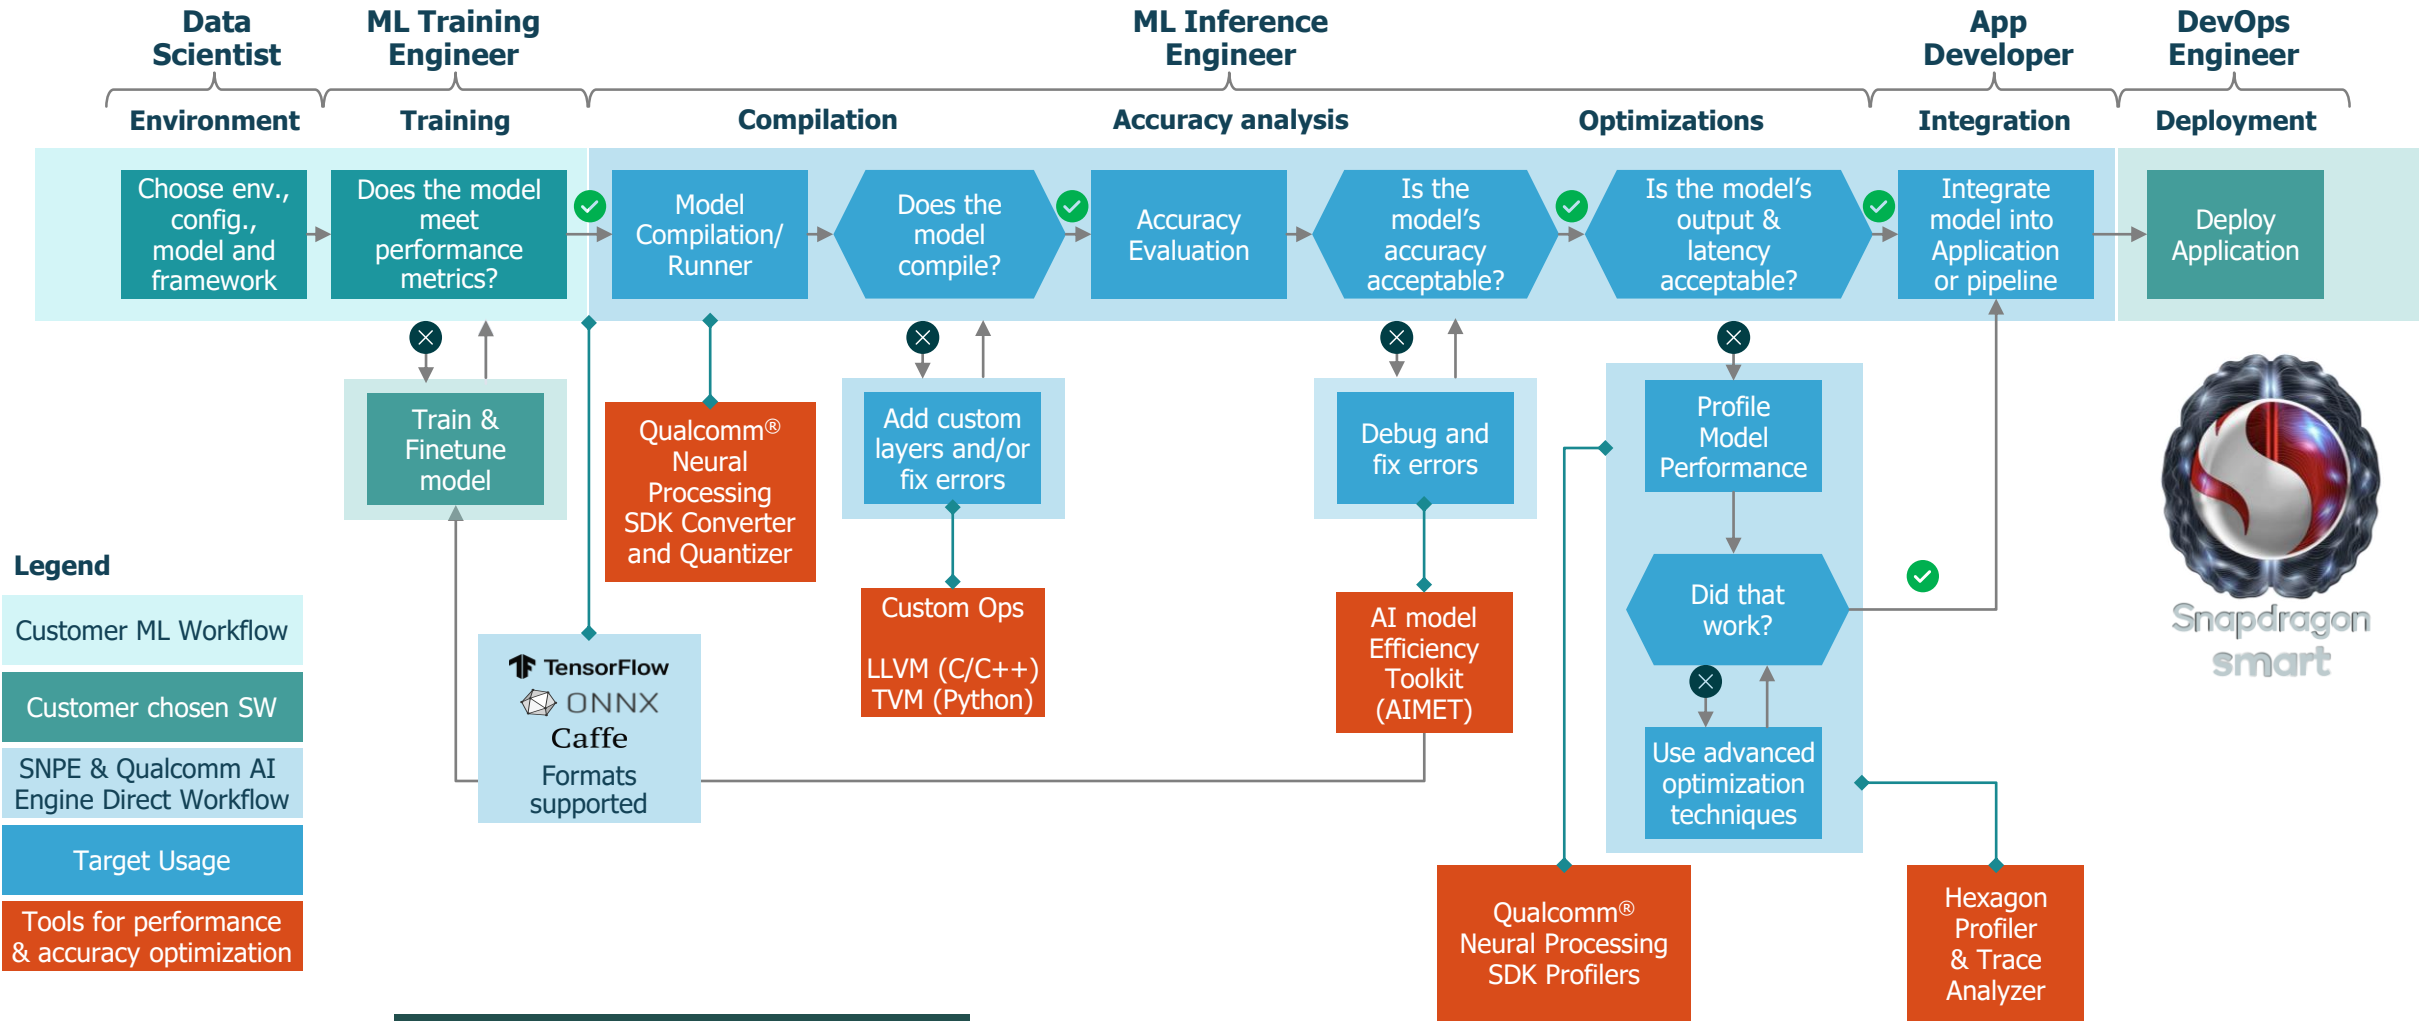 Data
Scientist
ML Training
Engineer
ML Inference
Engineer
App
Developer
DevOps
Engineer
Environment
Training
Compilation
Accuracy analysis
Optimizations
Integration
Deployment
Choose env.,
config.,
model and
framework
Does the model
meet
performance
metrics?
Model
Compilation/
Runner
Does the
model
compile?
Accuracy
Evaluation
Is the
model’s
accuracy
acceptable?
Is the model’s
output &
latency
acceptable?
Integrate
model into
Application
or pipeline
Deploy
Application
Train &
Finetune
model
Qualcomm®
Neural
Processing
SDK Converter
and Quantizer
Add custom
layers and/or
fix errors
Debug and
fix errors
Profile
Model
Performance
Custom Ops
LLVM (C/C++)
TVM (Python)
AI model
Efficiency
Toolkit
(AIMET)
Did that
work?
Snapdragon
smart
TensorFlow
ONNX
Caffe
Formats
supported
Use advanced
optimization
techniques
Qualcomm®
Neural Processing
SDK Profilers
Hexagon
Profiler
& Trace
Analyzer
Legend
Customer ML Workflow
Customer chosen SW
SNPE & Qualcomm AI
Engine Direct Workflow
Target Usage
Tools for performance
& accuracy optimization